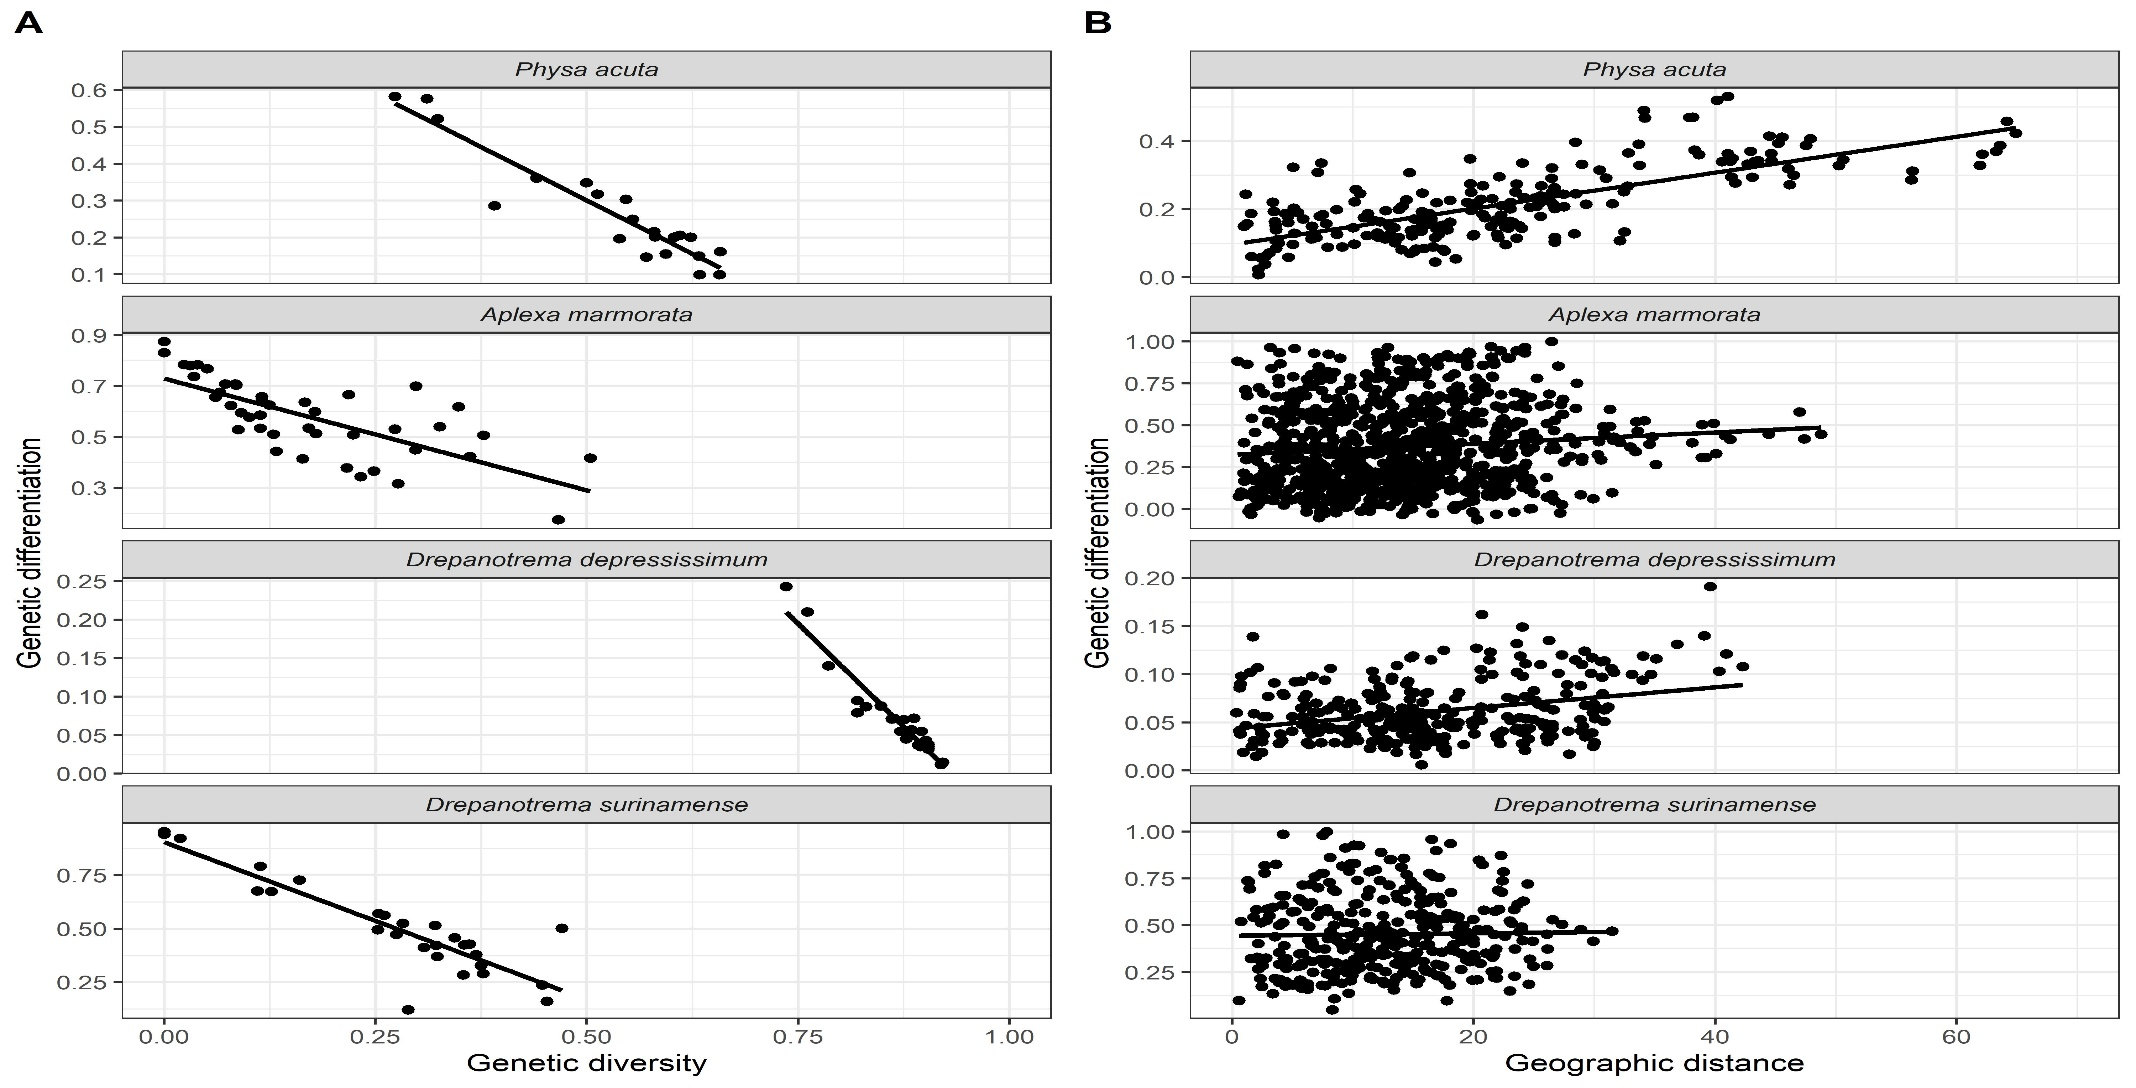 A
Physa acuta
0.6
0.5
0.4
0.3
0.2
0.1
Aplexa marmorata
0.9
0.7
0.5
0.3
Drepanotrema depressissimum
0.25
0.20
0.15
0.10
0.05
0.00
Drepanotrema surinamense
0.75
0.50
0.25
0.00 0.25 0.50 0.75 1.00
Genetic diversity
Genetic differentiation
B
Physa acuta
0.4
0.2
0.0
Aplexa marmorata
1.00
0.75
0.50
0.25
0.00
Drepanotrema depressissimum
0.20
0.15
0.10
0.05
0.00
Drepanotrema surinamense
1.00
0.75
0.50
0.25
0 20 40 60
Geographic distance
Genetic differentiation